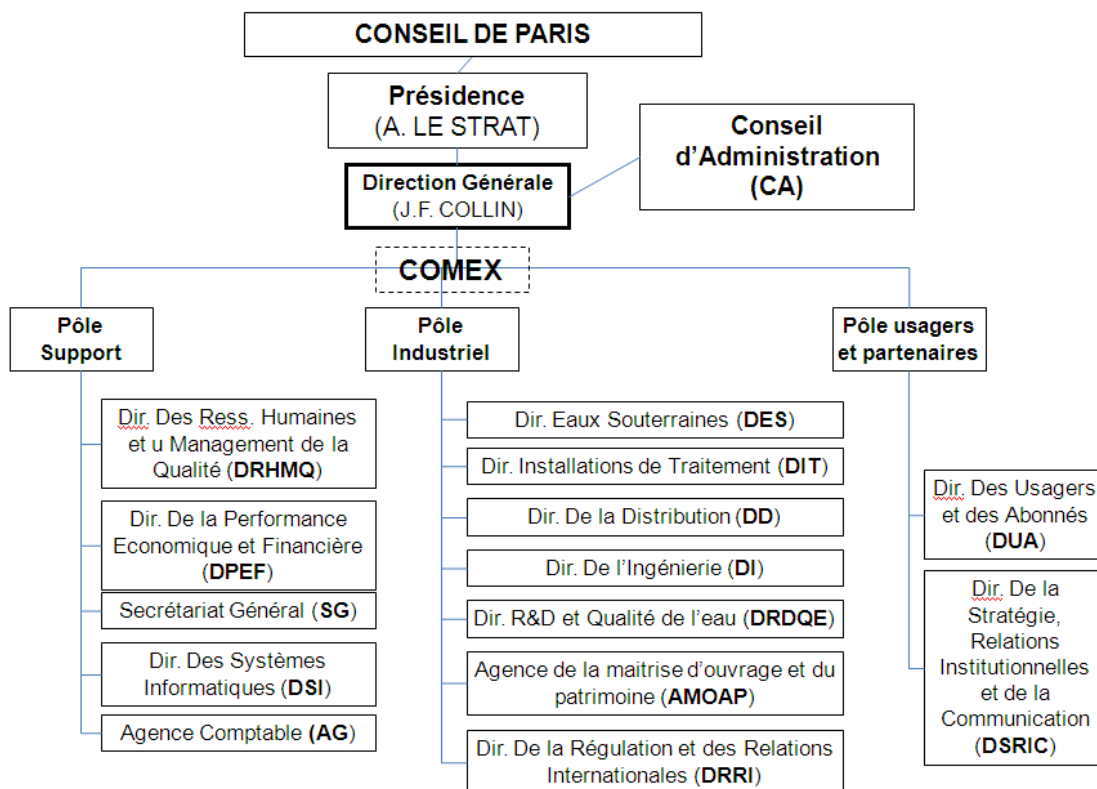 CONSEIL DE PARIS
Présidence
(A. LE STRAT)
Conseil
d’Administration
(CA)
Direction Générale
(J.F. COLLIN)
COMEX
Pôle
Support
Pôle
Industriel
Pôle usagers
et partenaires
Dir. Des Ress. Humaines
et u Management de la
Qualité (DRHMQ)
Dir. De la Performance
Economique et Financière
(DPEF)
Secrétariat Général (SG)
Dir. Des Systèmes
Informatiques (DSI)
Agence Comptable (AG)
Dir. Eaux Souterraines (DES)
Dir. Installations de Traitement (DIT)
Dir. De la Distribution (DD)
Dir. De l’Ingénierie (DI)
Dir. R&D et Qualité de l’eau (DRDQE)
Agence de la maitrise d’ouvrage et du
patrimoine (AMOAP)
Dir. De la Régulation et des Relations
Internationales (DRRI)
Dir. Des Usagers
et des Abonnés
(DUA)
Dir. De la
Stratégie,
Relations
Institutionnelles
et de la
Communication
(DSRIC)